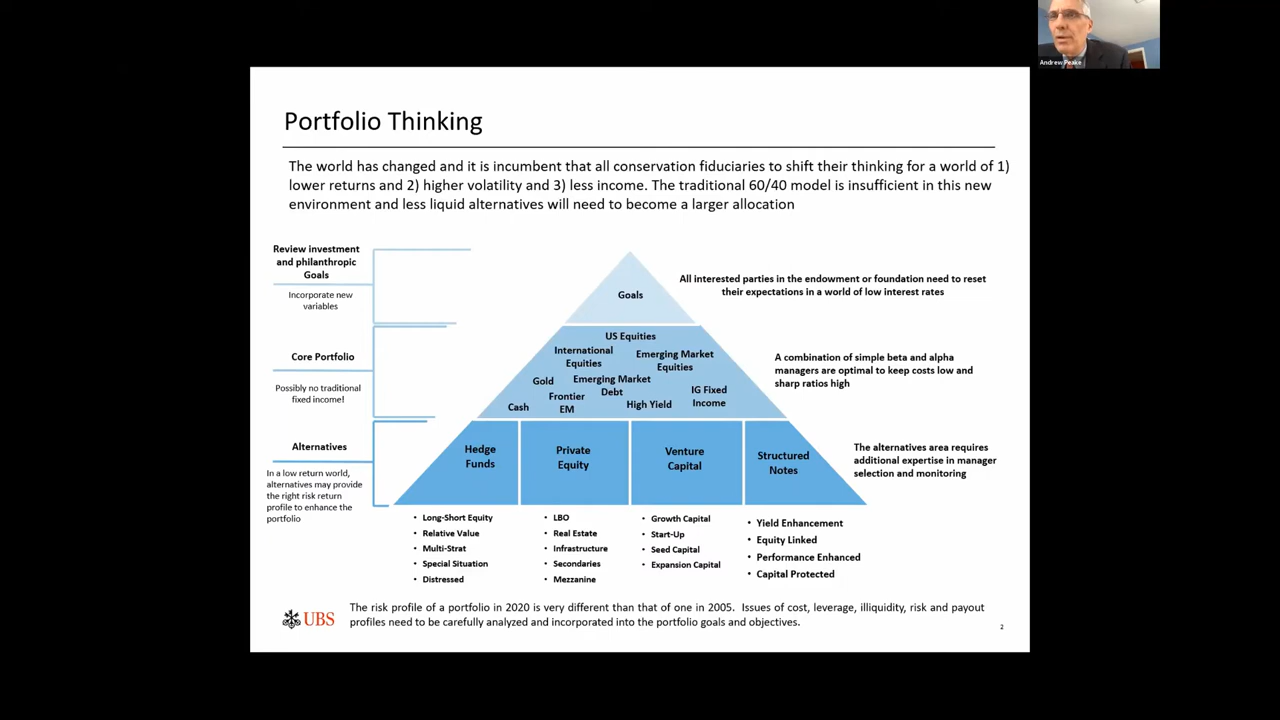 Andrew Peake
Portfolio Thinking
The world has changed and it is incumbent that all conservation fiduciaries to shift their thinking for a world of 1)
lower returns and 2) higher volatility and 3) less income. The traditional 60/40 model is insufficient in this new
environment and less liquid alternatives will need to become a larger allocation
Review investment
and philanthropic
Goals
Incorporate new
variables
Goals
All interested parties in the endowment or foundation need to reset
their expectations in a world of low interest rates
Core Portfolio
Possibly no traditional
fixed income!
US Equities
International
Equities
Emerging Market
Equities
Gold
Emerging Market
Debt
IG Fixed
Income
Cash
Frontier
EM
High Yield
A combination of simple beta and alpha
managers are optimal to keep costs low and
sharp ratios high
Alternatives
In a low return world,
alternatives may provide
the right risk return
profile to enhance the
portfolio
Hedge
Funds
Private
Equity
Venture
Capital
Structured
Notes
The alternatives area requires
additional expertise in manager
selection and monitoring
• Long-Short Equity
• Relative Value
• Multi-Strat
• Special Situation
• Distressed
• LBO
• Real Estate
• Infrastructure
• Secondaries
• Mezzanine
• Growth Capital
• Start-Up
• Seed Capital
• Expansion Capital
• Yield Enhancement
• Equity Linked
• Performance Enhanced
• Capital Protected
UBS
The risk profile of a portfolio in 2020 is very different than that of one in 2005. Issues of cost, leverage, illiquidity, risk and payout
profiles need to be carefully analyzed and incorporated into the portfolio goals and objectives.
2